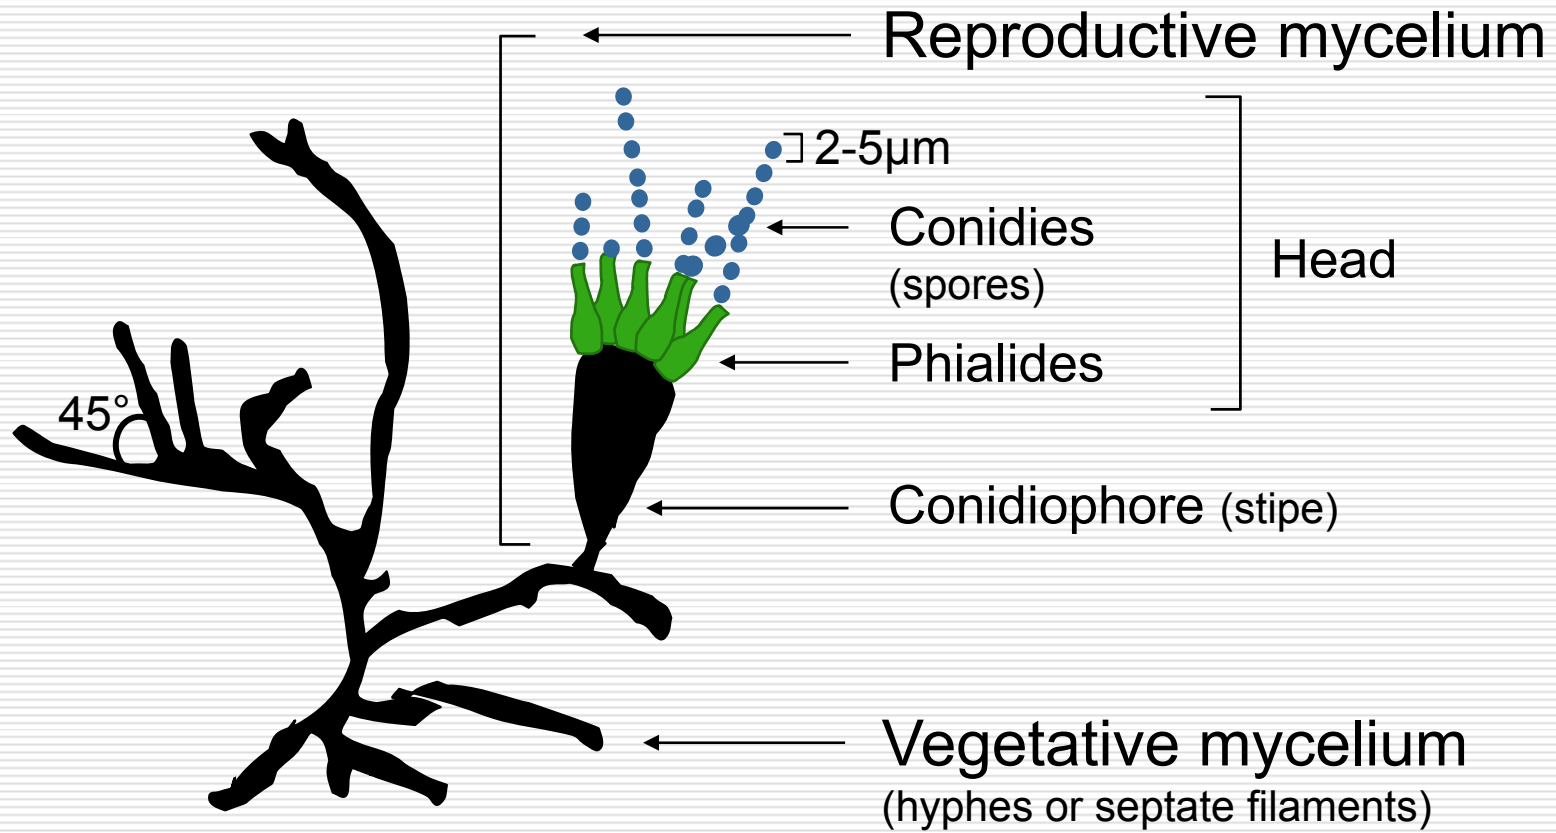 Reproductive mycelium
2-5µm
Conidies
(spores)
Head
Phialides
45°
Conidiophore (stipe)
Vegetative mycelium
(hyphes or septate filaments)